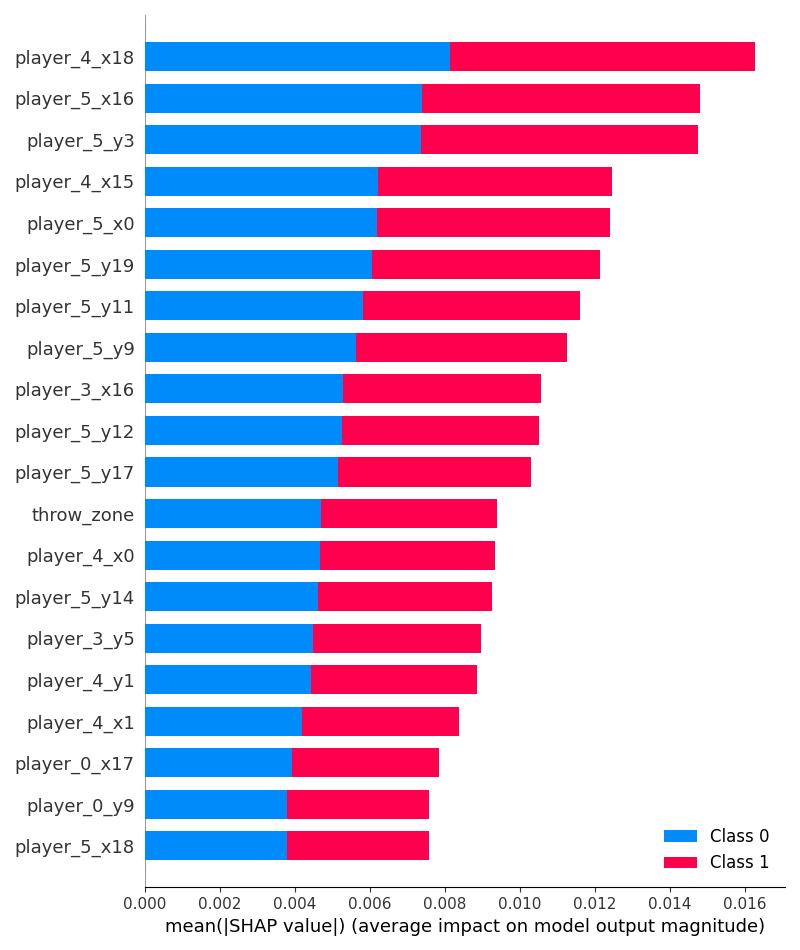 player_4_x18
player_5_x16
player_5_y3
player_4_x15
player_5_x0
player_5_y19
player_5_y11
player_5_y9
player_3_x16
player_5_y12
player_5_y17
throw_zone
player_4_x0
player_5_y14
player_3_y5
player_4_y1
player_4_x1
player_0_x17
player_0_y9
player_5_x18
Class 0
Class 1
0.000 0.002 0.004 0.006 0.008 0.010 0.012 0.014 0.016
mean(|SHAP value|) (average impact on model output magnitude)